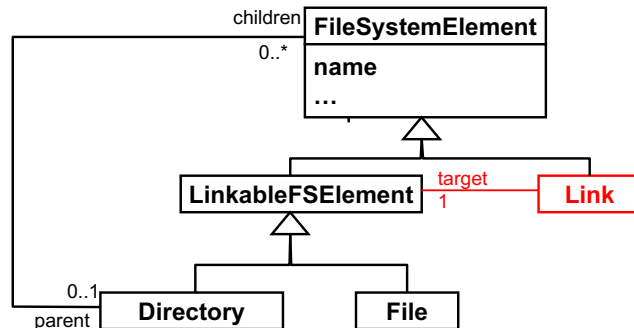 children
FileSystemElement
0..*
name
...
LinkableFSElement
target
1
Link
0..1
parent
Directory
File